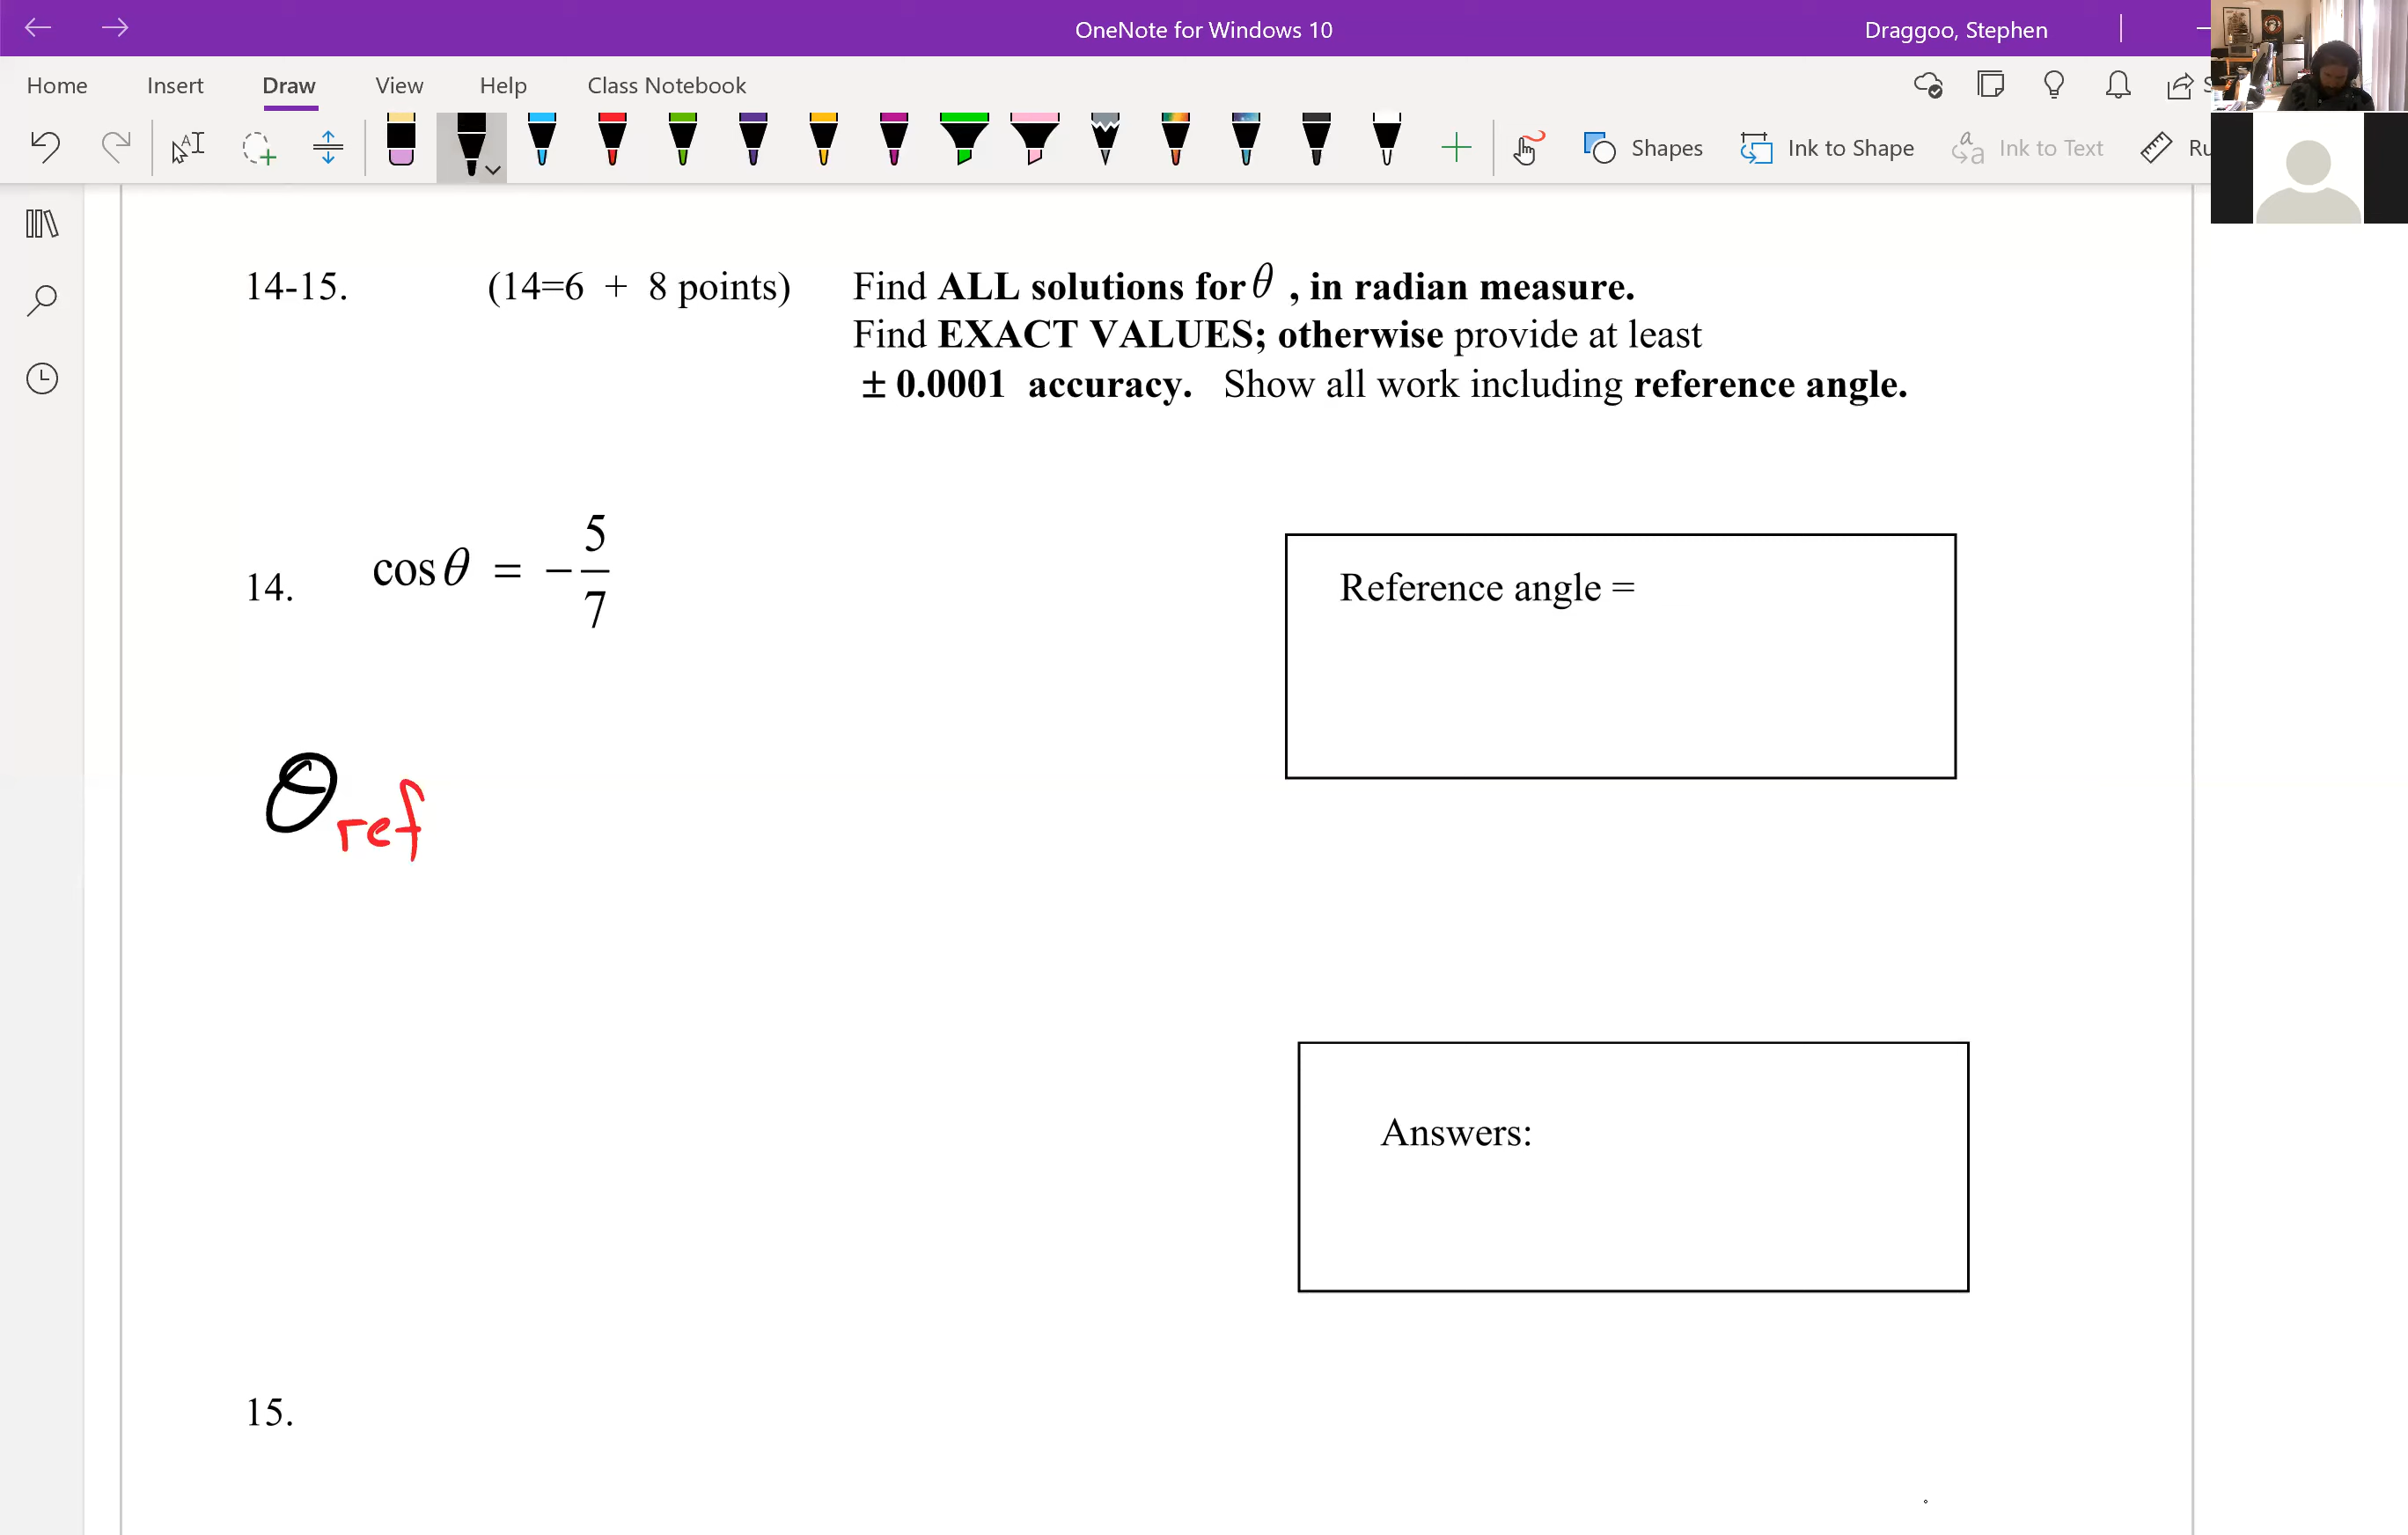 OneNote for Windows 10 Draggoo, Stephen
Home Insert Draw View Help Class Notebook
Shapes Ink to Shape Ink to Text
14-15. (14=6 + 8 points) Find ALL solutions for θ , in radian measure.
Find EXACT VALUES; otherwise provide at least
± 0.0001 accuracy. Show all work including reference angle.
14. cos θ = -5/7
Reference angle =
θ ref
Answers:
15.